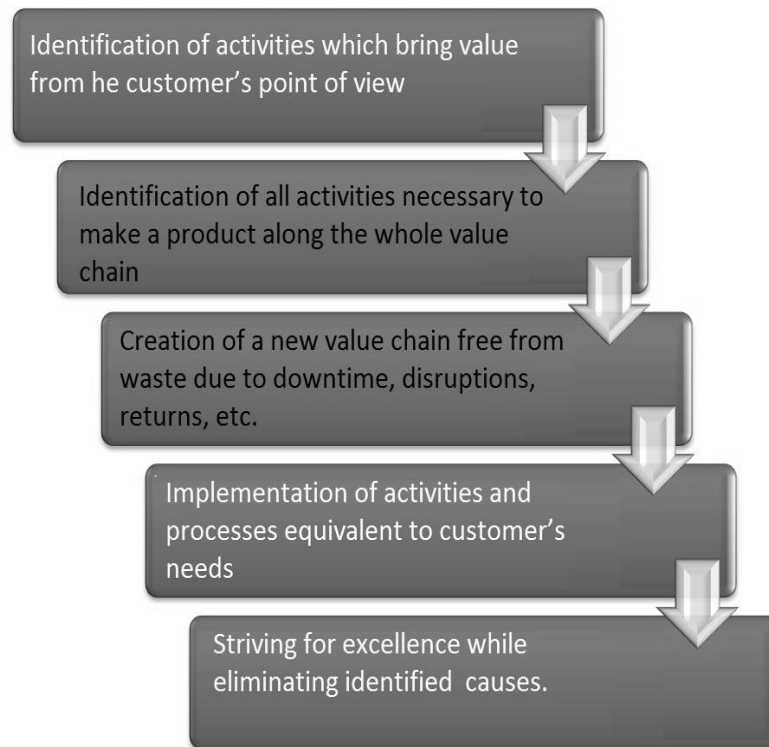 Identification of activities which bring value
from he customer’s point of view
Identification of all activities necessary to
make a product along the whole value
chain
Creation of a new value chain free from
waste due to downtime, disruptions,
returns, etc.
Implementation of activities and
processes equivalent to customer’s
needs
Striving for excellence while
eliminating identified causes.